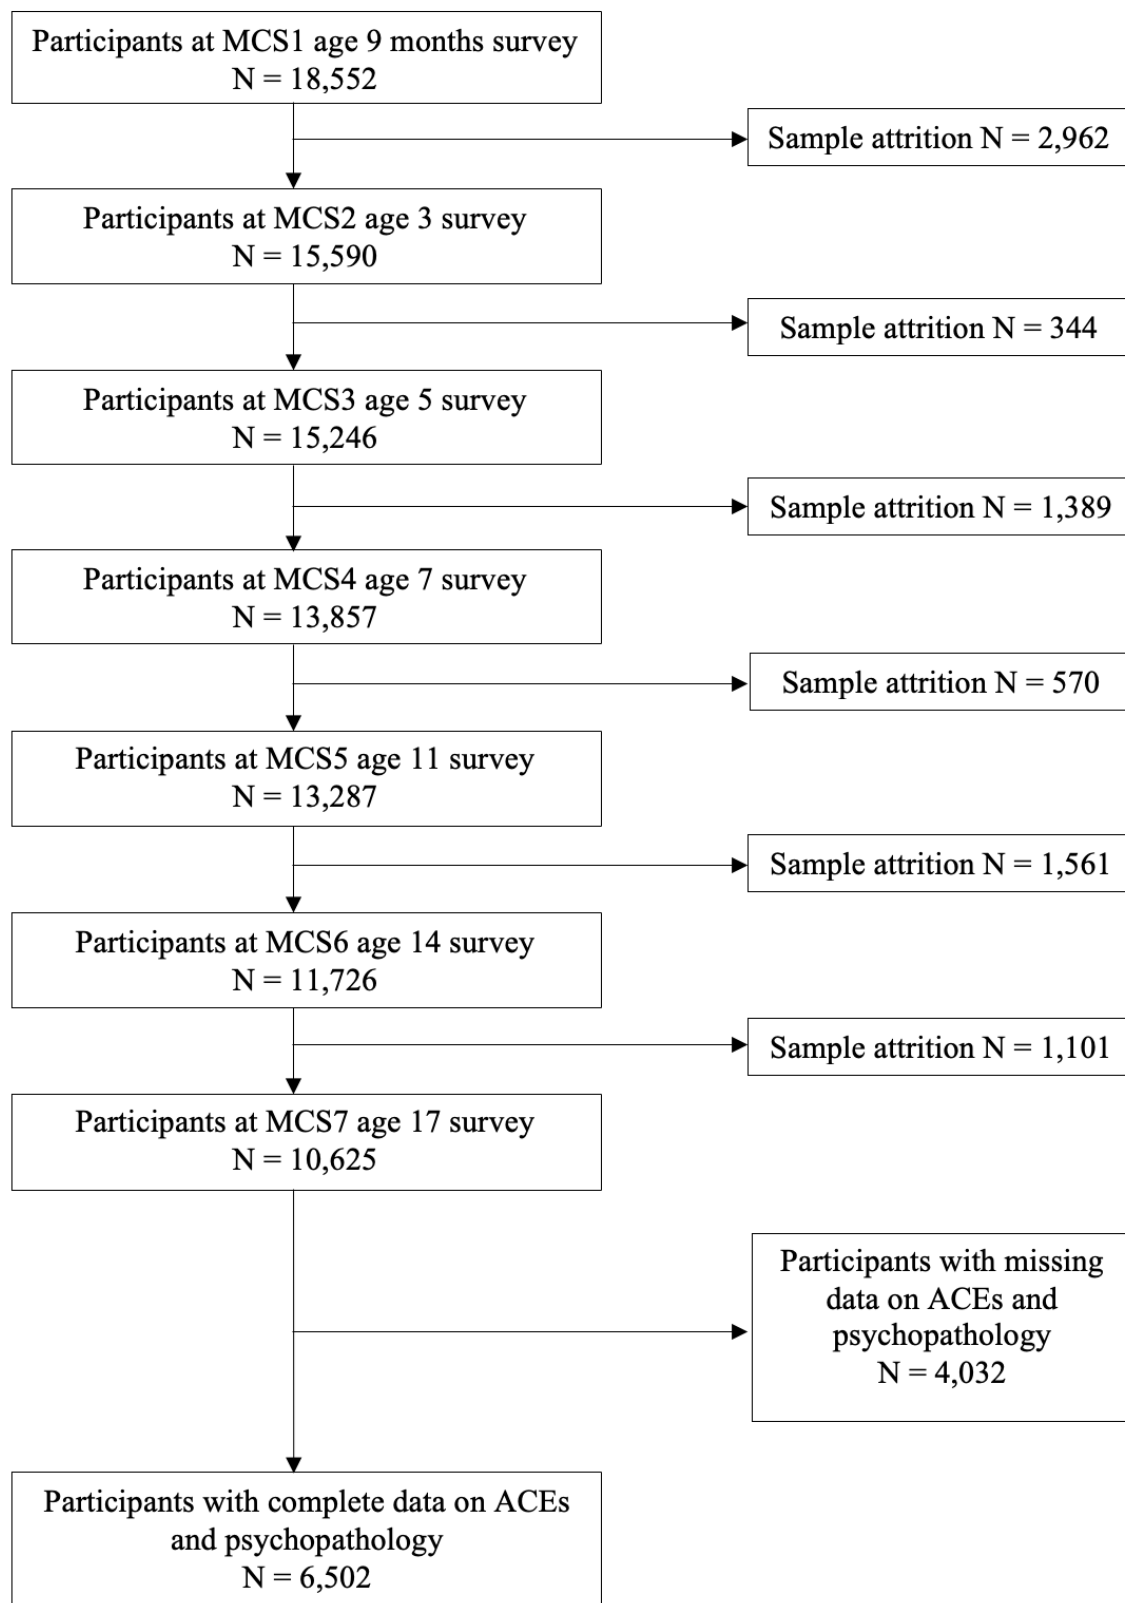 Participants at MCS1 age 9 months survey
N = 18,552
Sample attrition N = 2,962
Participants at MCS2 age 3 survey
N = 15,590
Sample attrition N = 344
Participants at MCS3 age 5 survey
N = 15,246
Sample attrition N = 1,389
Participants at MCS4 age 7 survey
N = 13,857
Sample attrition N = 570
Participants at MCS5 age 11 survey
N = 13,287
Sample attrition N = 1,561
Participants at MCS6 age 14 survey
N = 11,726
Sample attrition N = 1,101
Participants at MCS7 age 17 survey
N = 10,625
Participants with missing
data on ACEs and
psychopathology
N = 4,032
Participants with complete data on ACEs
and psychopathology
N = 6,502